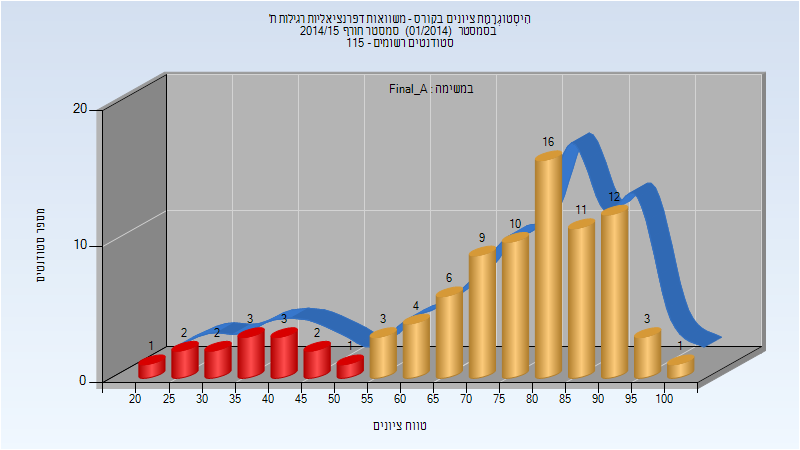 הִיסְטוֹגְרָמַת ציונים בקורס - משוואות דפרנציאליות רגילות ח'
בסמסטר (01/2014) סמסטר חורף 2014/15
סטודנטים רשומים - 115
במשימה : Final_A
20
10
0
מספר סטודנטים
1 2 2 3 3 2 1 3 4 6 9 10 16 11 12 3 1
20 25 30 35 40 45 50 55 60 65 70 75 80 85 90 95 100
טווח ציונים